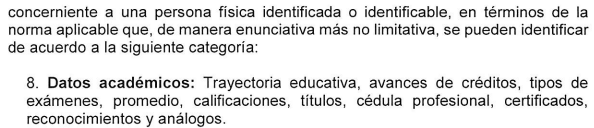 concerniente a una persona física identificada o identificable, en términos de la
norma aplicable que, de manera enunciativa más no limitativa, se pueden identificar
de acuerdo a la siguiente categoría:
8. Datos académicos: Trayectoria educativa, avances de créditos, tipos de
exámenes, promedio, calificaciones, títulos, cédula profesional, certificados,
reconocimientos y análogos.